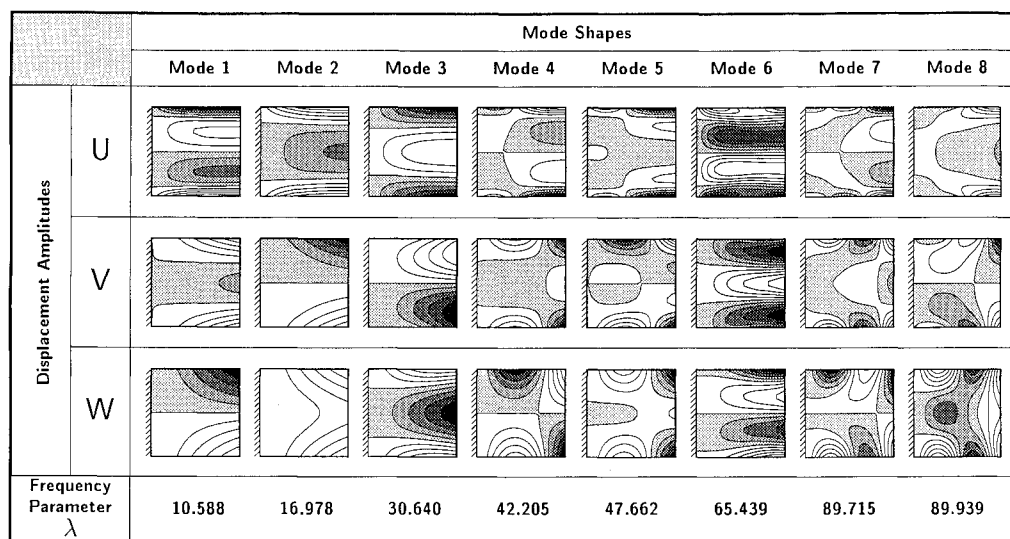 Mode Shapes
Mode 1 Mode 2 Mode 3 Mode 4 Mode 5 Mode 6 Mode 7 Mode 8
Displacement Amplitudes
U
V
W
Frequency
Parameter
λ
10.588 16.978 30.640 42.205 47.662 65.439 89.715 89.939